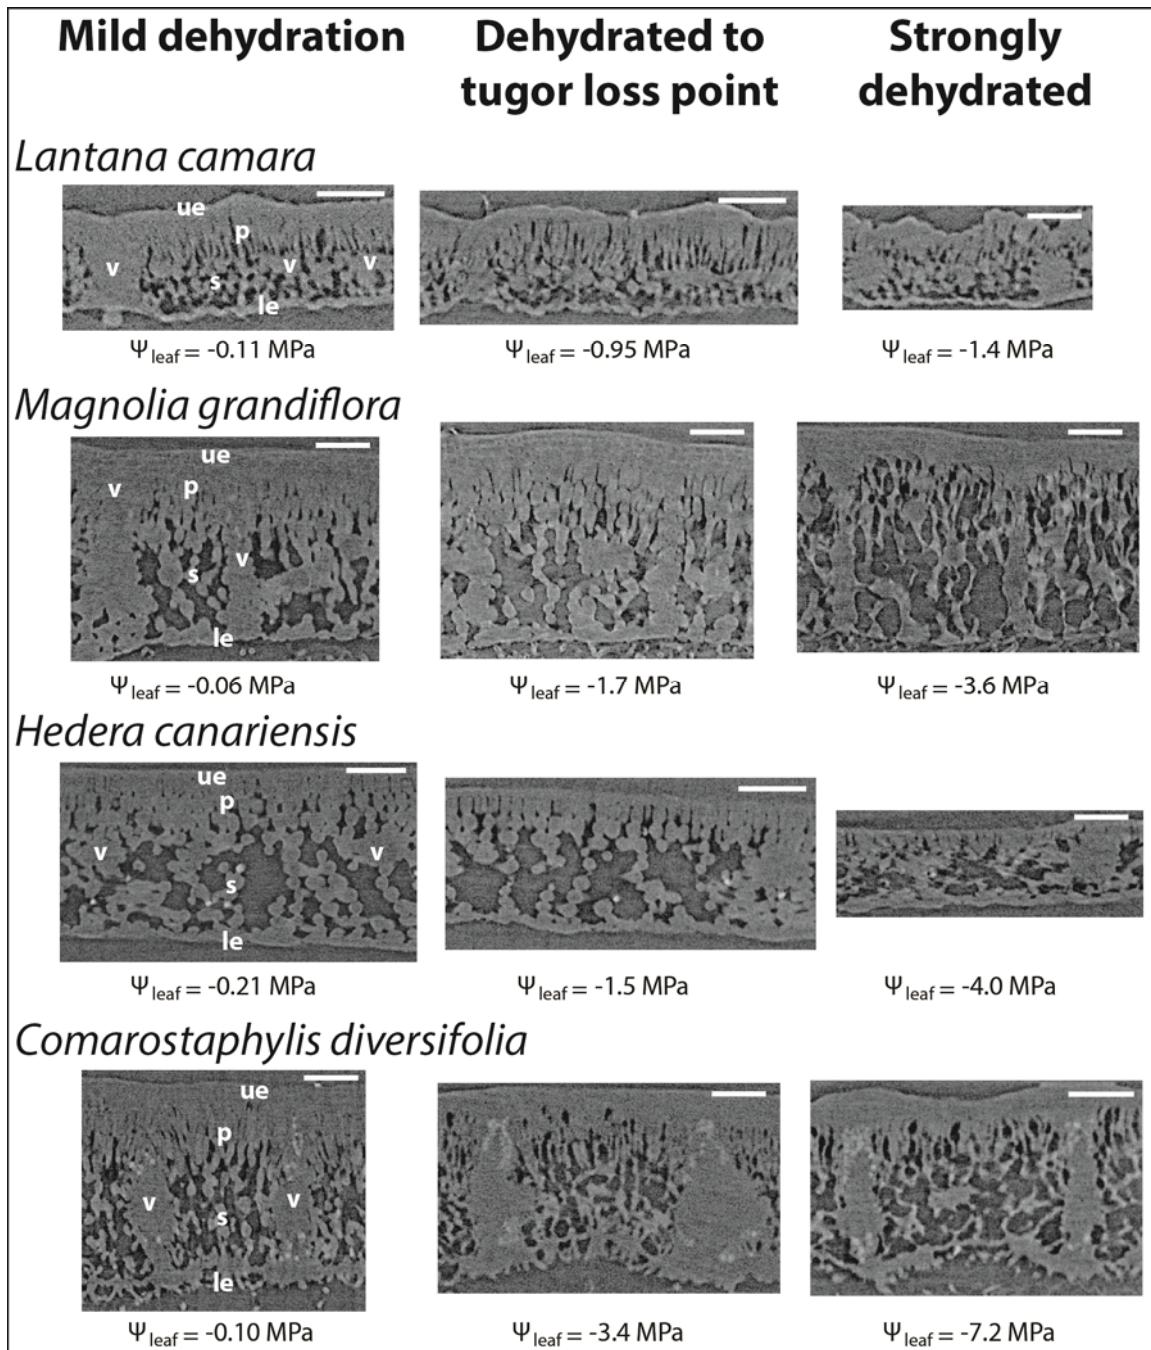 Mild dehydration
Dehydrated to
tugor loss point
Strongly
dehydrated
Lantana camara
ue
p
v
v
v
s
le
Ψleaf = -0.11 MPa
Ψleaf = -0.95 MPa
Ψleaf = -1.4 MPa
Magnolia grandiflora
ue
v
p
v
s
le
Ψleaf = -0.06 MPa
Ψleaf = -1.7 MPa
Ψleaf = -3.6 MPa
Hedera canariensis
ue
p
v
v
s
le
Ψleaf = -0.21 MPa
Ψleaf = -1.5 MPa
Ψleaf = -4.0 MPa
Comarostaphylis diversifolia
ue
p
v
v
s
le
Ψleaf = -0.10 MPa
Ψleaf = -3.4 MPa
Ψleaf = -7.2 MPa